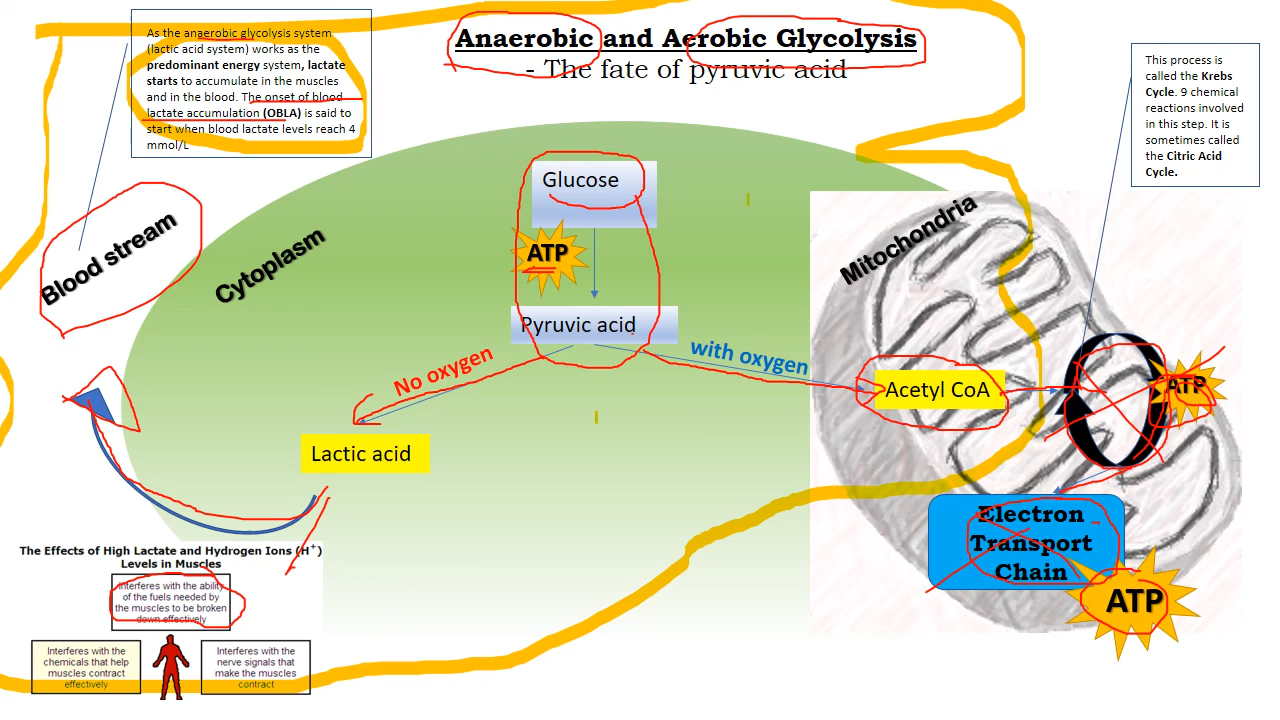 Anaerobic and Aerobic Glycolysis
- The fate of pyruvic acid
As the anaerobic glycolysis system
(lactic acid system) works as the
predominant energy system, lactate
starts to accumulate in the muscles
and in the blood. The onset of blood
lactate accumulation (OBLA) is said to
start when blood lactate levels reach 4
mmol/L
This process is
called the Krebs
Cycle. 9 chemical
reactions involved
in this step. It is
sometimes called
the Citric Acid
Cycle.
Blood stream
Cytoplasm
Mitochondria
Glucose
ATP
Pyruvic acid
No oxygen
with oxygen
Acetyl CoA
ATP
Lactic acid
Electron
Transport
Chain
ATP
The Effects of High Lactate and Hydrogen Ions (H+)
Levels in Muscles
Interferes with the ability
of the fuels needed by
the muscles to be broken
down effectively
Interferes with the
chemicals that help
muscles contract
effectively
Interferes with the
nerve signals that
make the muscles
contract